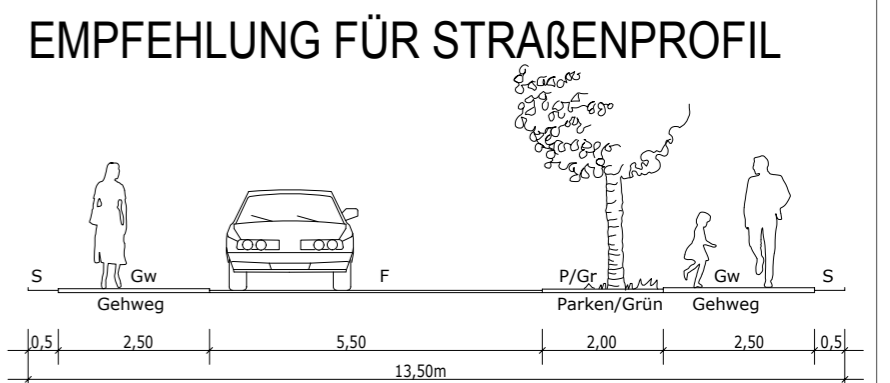 EMPFEHLUNG FÜR STRAßENPROFIL
S Gw F P/Gr Gw S
Gehweg Parken/Grün Gehweg
0,5 2,50 5,50 2,00 2,50 0,5
13,50m